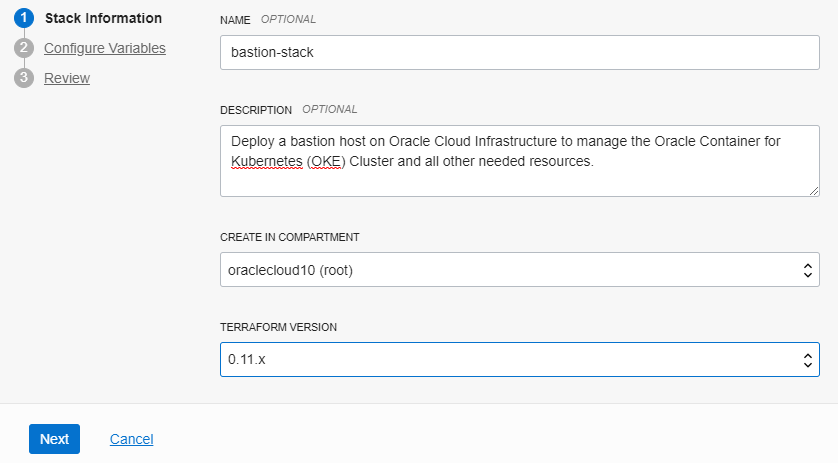 1 Stack Information
2 Configure Variables
3 Review
NAME OPTIONAL
bastion-stack
DESCRIPTION OPTIONAL
Deploy a bastion host on Oracle Cloud Infrastructure to manage the Oracle Container for
Kubernetes (OKE) Cluster and all other needed resources.
CREATE IN COMPARTMENT
oraclecloud10 (root)
TERRAFORM VERSION
0.11.x
Next Cancel